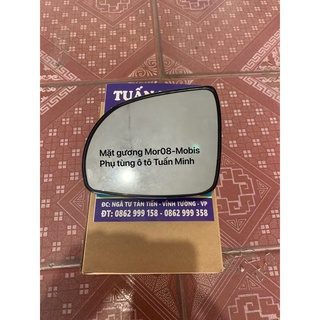 TUẤN
Mặt gương Mor08-Mobis
Phụ tùng ô tô Tuấn Minh
ĐC: NGÃ TƯ TÂN TIẾN - VĨNH TƯỜNG - VP
ĐT: 0862 999 158 - 0862 999 358